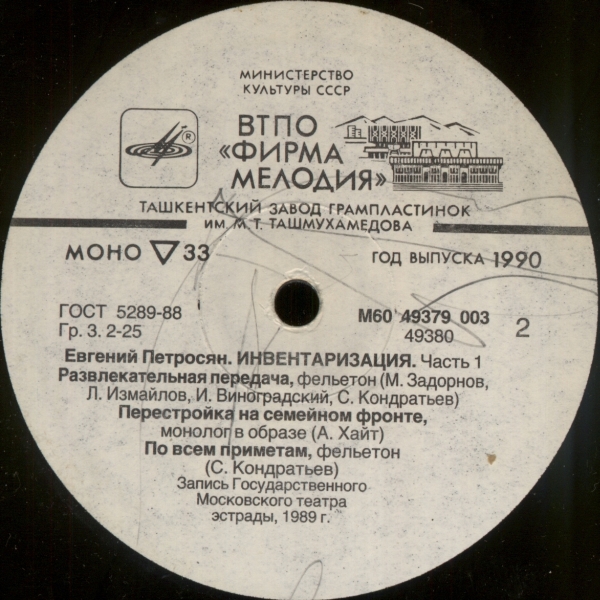 МИНИСТЕРСТВО
КУЛЬТУРЫ СССР
®
ВТПО
«ФИРМА
МЕЛОДИЯ»
ТАШКЕНТСКИЙ ЗАВОД ГРАМПЛАСТИНОК
ИМ М. Т. ТАШМУХАМЕДОВА
МОНО 33
ГОД ВЫПУСКА 1990
ГОСТ 5289-88
Гр. 3. 2-25
М60 49379 003
49380
2
Евгений Петросян. ИНВЕНТАРИЗАЦИЯ. Часть 1
Развлекательная передача, фельетон (М. Задорнов,
Л. Измайлов, И. Виноградский, С. Кондратьев)
Перестройка на семейном фронте,
монолог в образе (А. Хайт)
По всем приметам, фельетон
(С. Кондратьев)
Запись Государственного
Московского театра
эстрады, 1989 г.